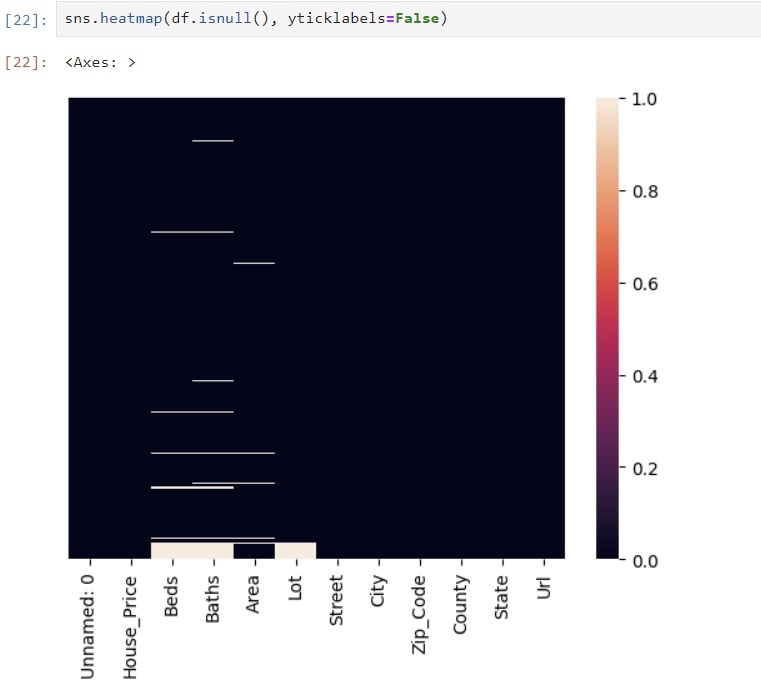 [22]: sns.heatmap(df.isnull(), yticklabels=False)
[22]: <Axes: >
1.0
0.8
0.6
0.4
0.2
0.0
Unnamed: 0
House_Price
Beds
Baths
Area
Lot
Street
City
Zip_Code
County
State
Url